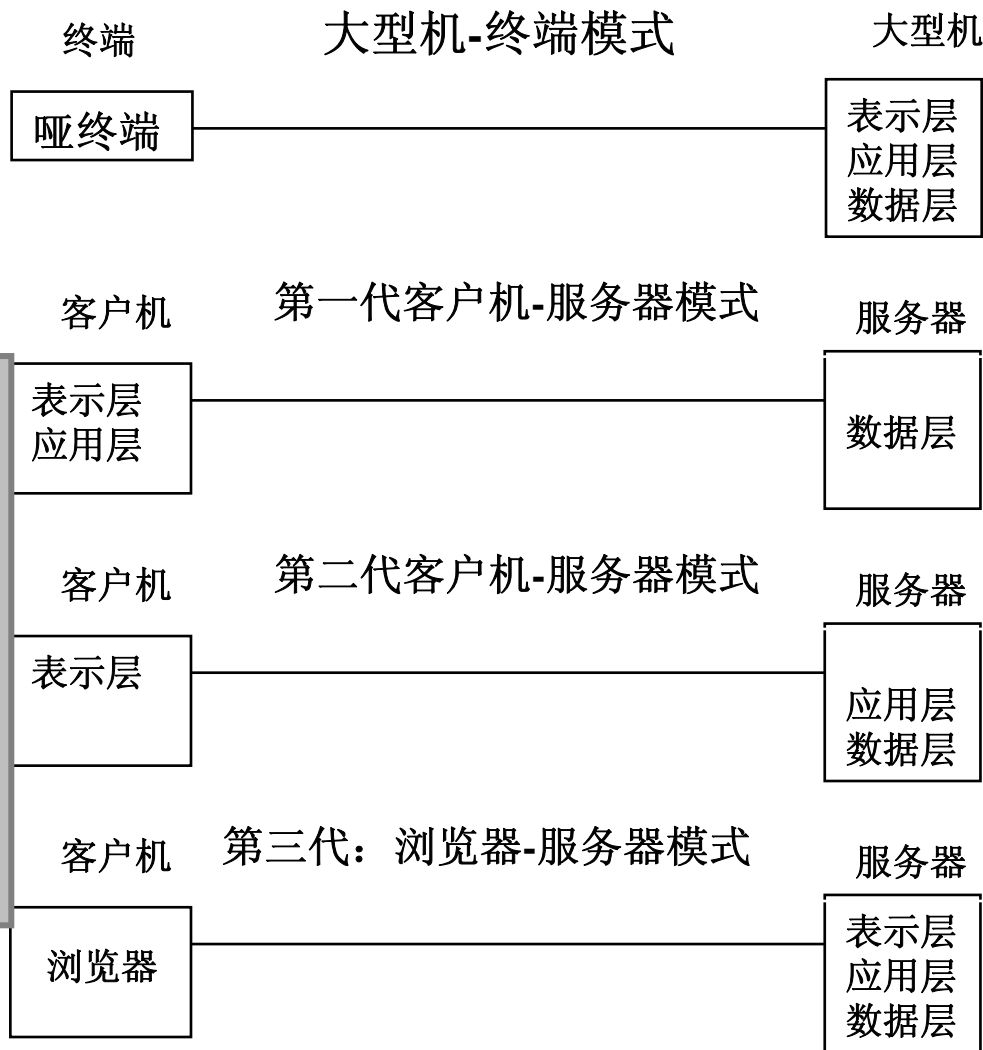 终端
大型机-终端模式
大型机
哑终端
表示层
应用层
数据层
客户机
第一代客户机-服务器模式
服务器
表示层
应用层
数据层
客户机
第二代客户机-服务器模式
服务器
表示层
应用层
数据层
客户机
第三代：浏览器-服务器模式
服务器
浏览器
表示层
应用层
数据层